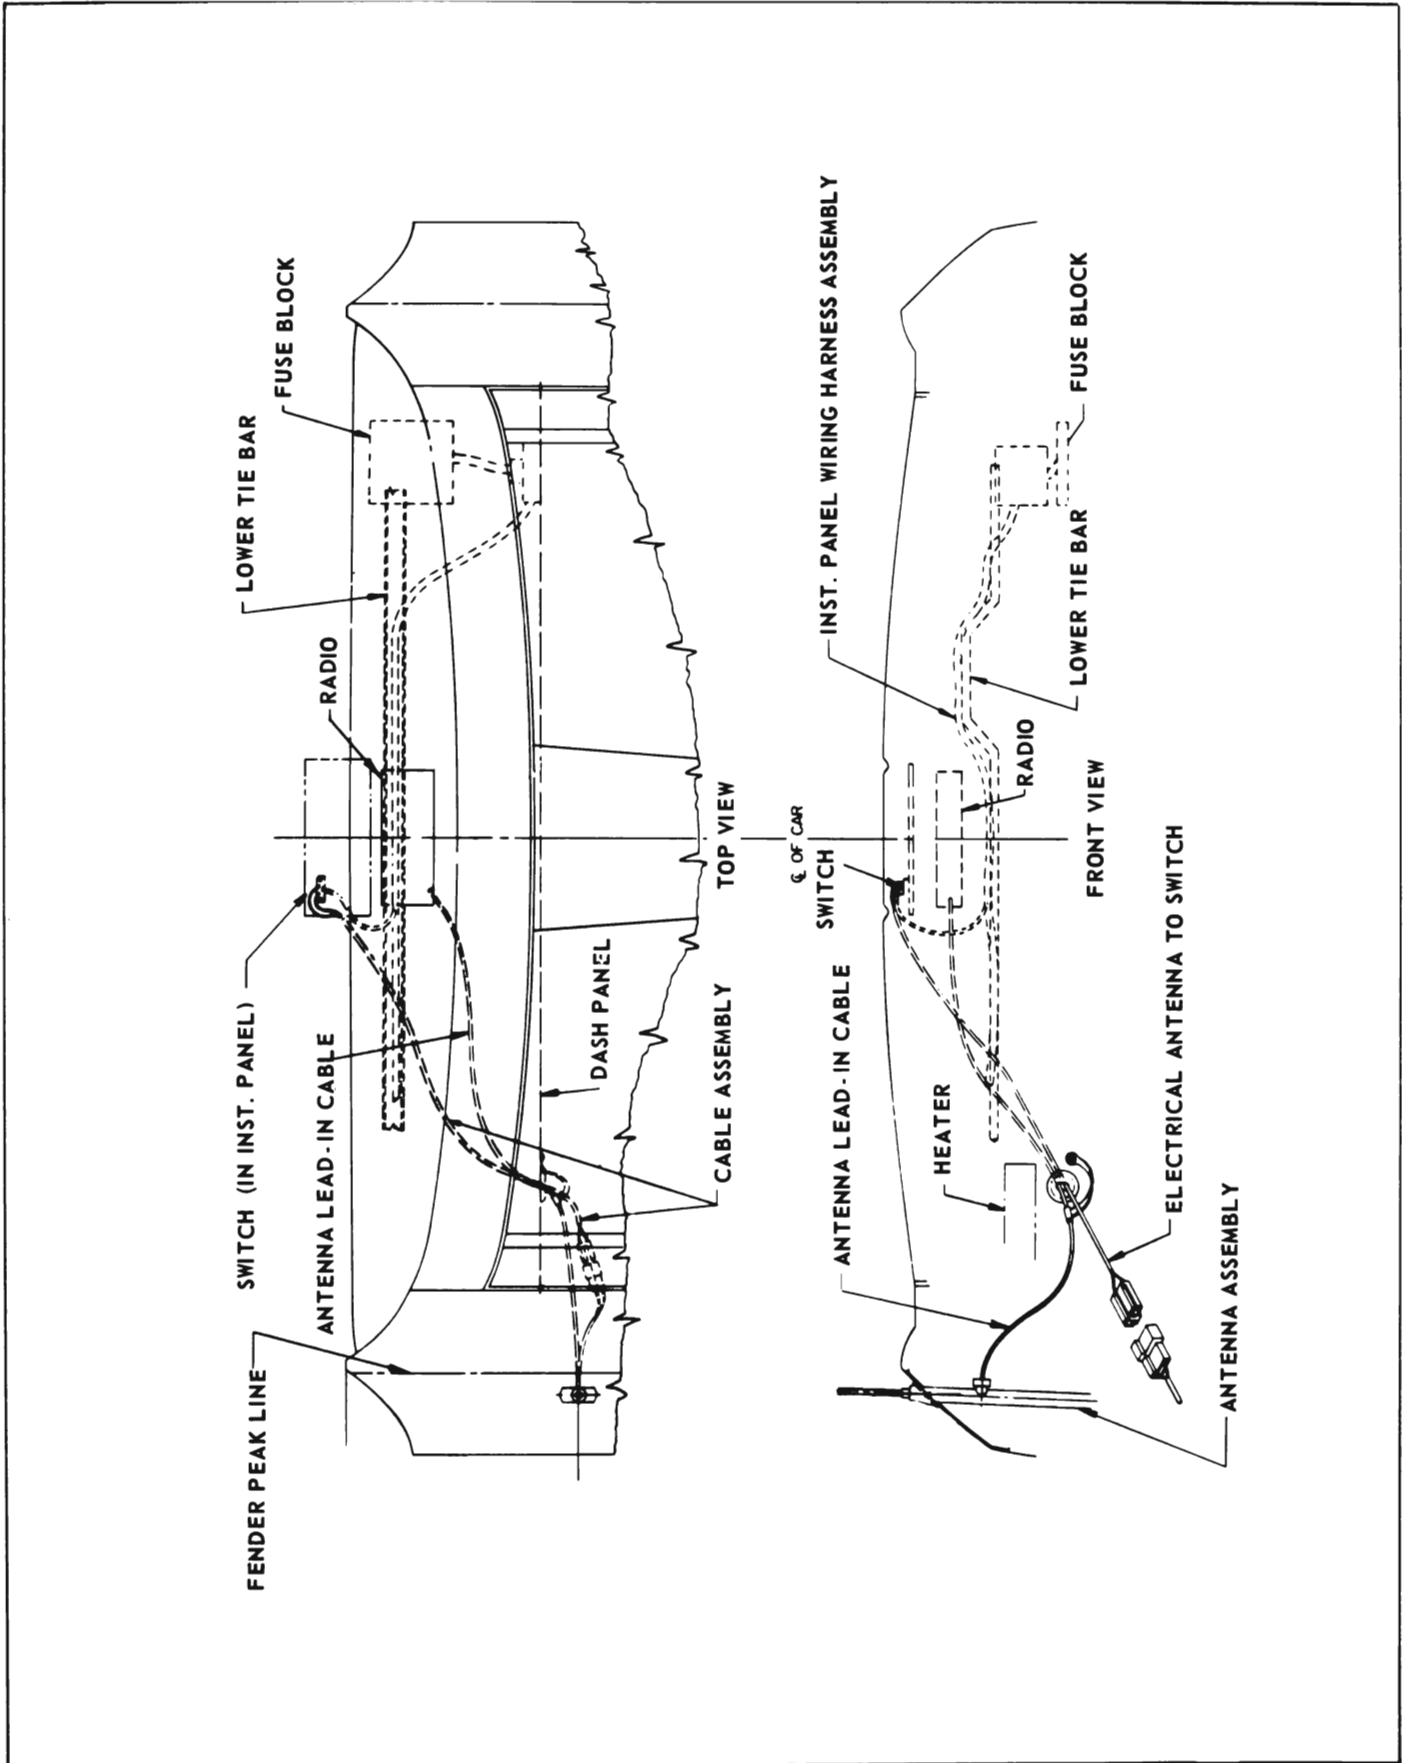 FENDER PEAK LINE
SWITCH (IN INST. PANEL)
ANTENNA LEAD-IN CABLE
RADIO
LOWER TIE BAR
FUSE BLOCK
DASH PANEL
CABLE ASSEMBLY
TOP VIEW
℄ OF CAR
SWITCH
ANTENNA LEAD-IN CABLE
INST. PANEL WIRING HARNESS ASSEMBLY
HEATER
RADIO
LOWER TIE BAR
FUSE BLOCK
FRONT VIEW
ELECTRICAL ANTENNA TO SWITCH
ANTENNA ASSEMBLY